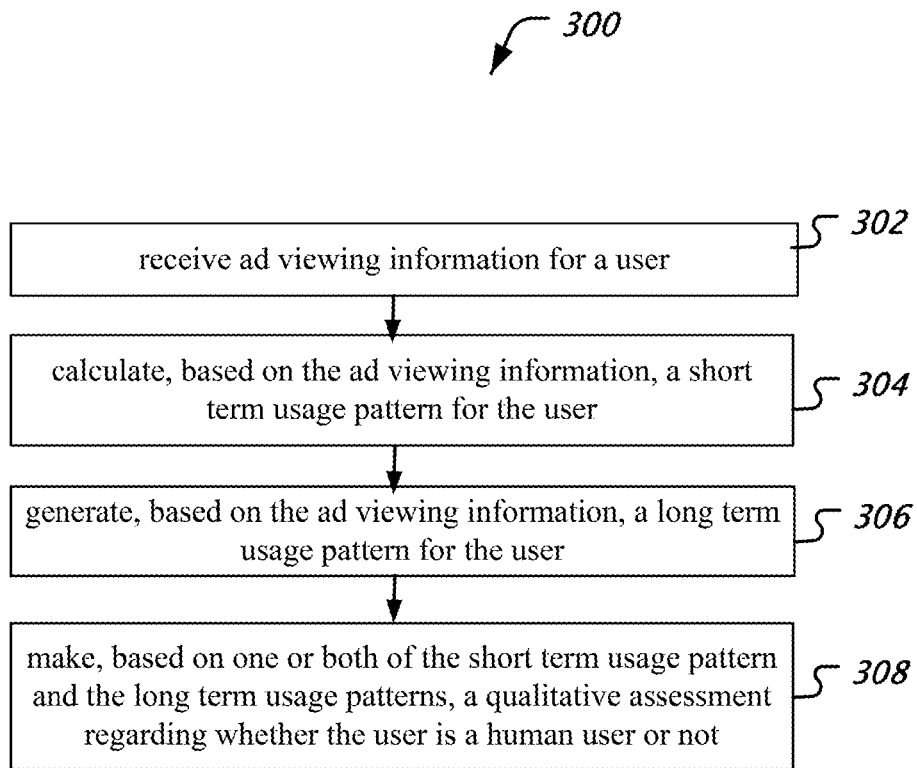 300
302
receive ad viewing information for a user
calculate, based on the ad viewing information, a short
term usage pattern for the user
304
generate, based on the ad viewing information, a long term
usage pattern for the user
306
make, based on one or both of the short term usage pattern
and the long term usage patterns, a qualitative assessment
regarding whether the user is a human user or not
308